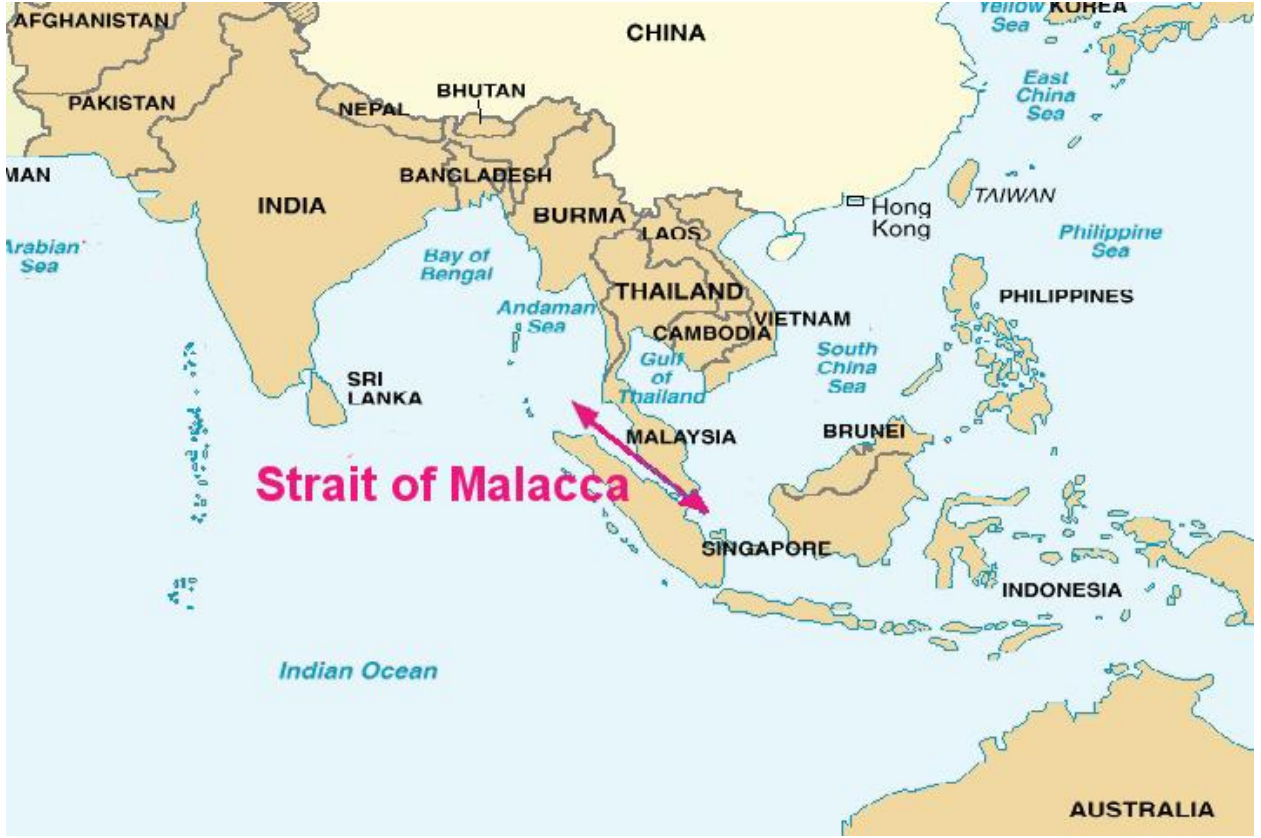 AFGHANISTAN
CHINA
Yellow
Sea
KOREA
PAKISTAN
NEPAL
BHUTAN
East
China
Sea
MAN
BANGLADESH
INDIA
BURMA
LAOS
Hong
Kong
TAIWAN
Arabian
Sea
Bay of
Bengal
Philippine
Sea
THAILAND
PHILIPPINES
Andaman
Sea
VIETNAM
CAMBODIA
Gulf
of
Thailand
South
China
Sea
SRI
LANKA
MALAYSIA
BRUNEI
Strait of Malacca
SINGAPORE
INDONESIA
Indian Ocean
AUSTRALIA